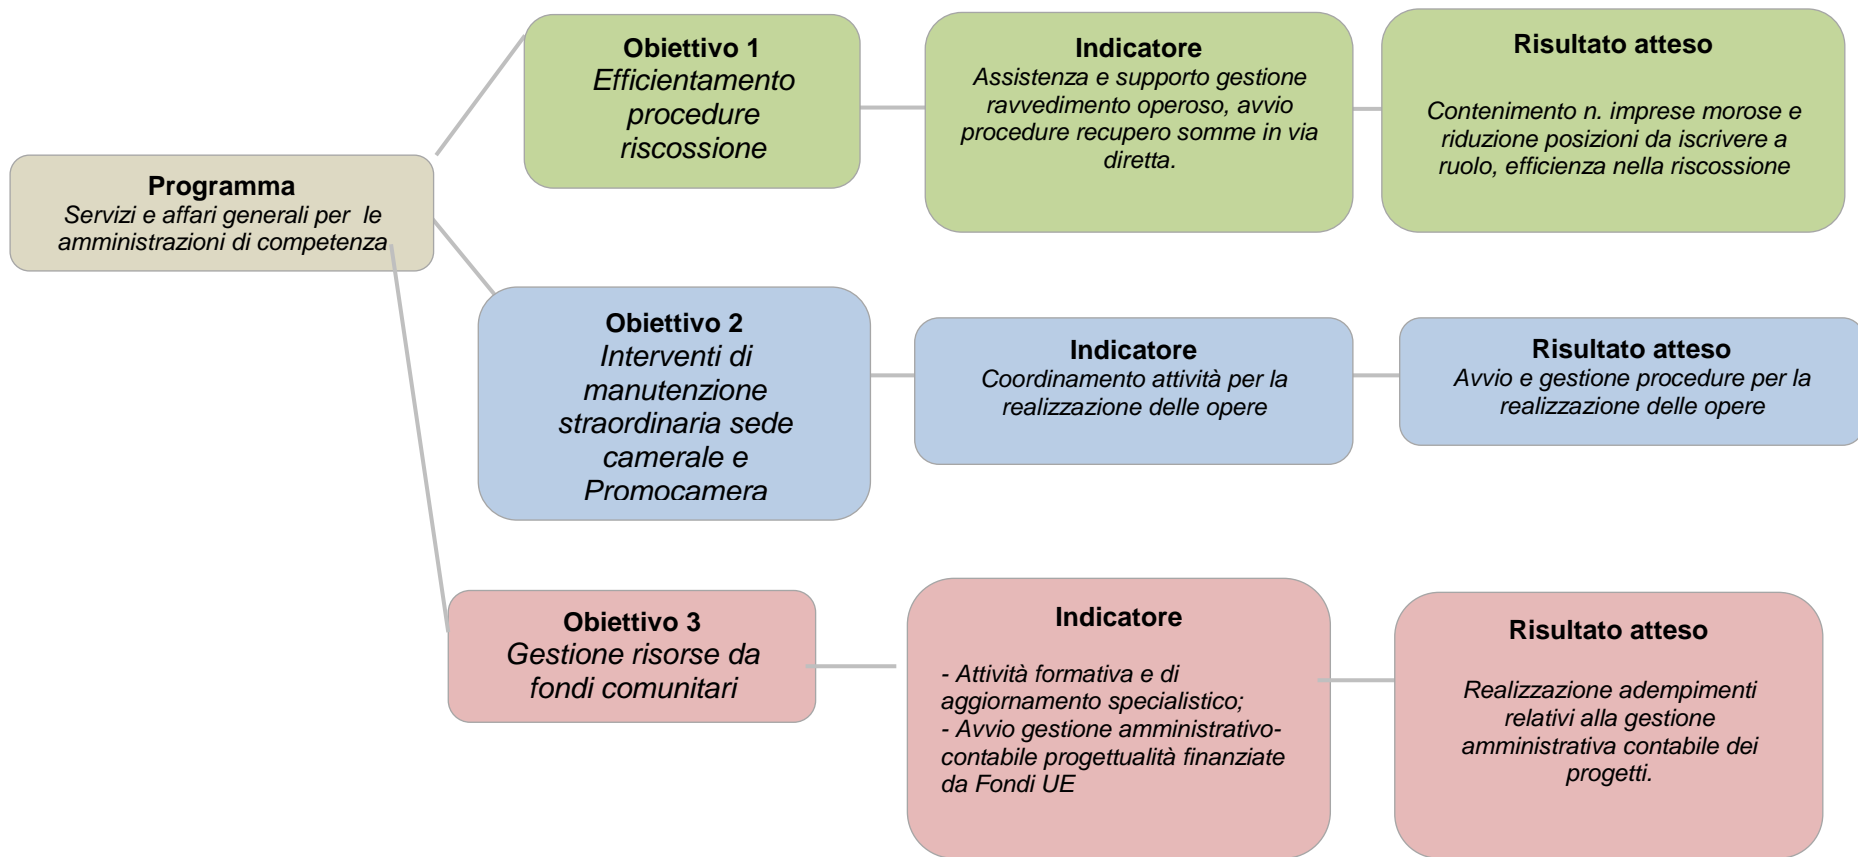 Programma
Servizi e affari generali per le
amministrazioni di competenza
Obiettivo 1
Efficientamento
procedure
riscossione
Indicatore
Assistenza e supporto gestione
ravvedimento operoso, avvio
procedure recupero somme in via
diretta.
Risultato atteso
Contenimento n. imprese morose e
riduzione posizioni da iscrivere a
ruolo, efficienza nella riscossione
Obiettivo 2
Interventi di
manutenzione
straordinaria sede
camerale e
Promocamera
Indicatore
Coordinamento attività per la
realizzazione delle opere
Risultato atteso
Avvio e gestione procedure per la
realizzazione delle opere
Obiettivo 3
Gestione risorse da
fondi comunitari
Indicatore
- Attività formativa e di
aggiornamento specialistico;
- Avvio gestione amministrativo-
contabile progettualità finanziate
da Fondi UE
Risultato atteso
Realizzazione adempimenti
relativi alla gestione
amministrativa contabile dei
progetti.